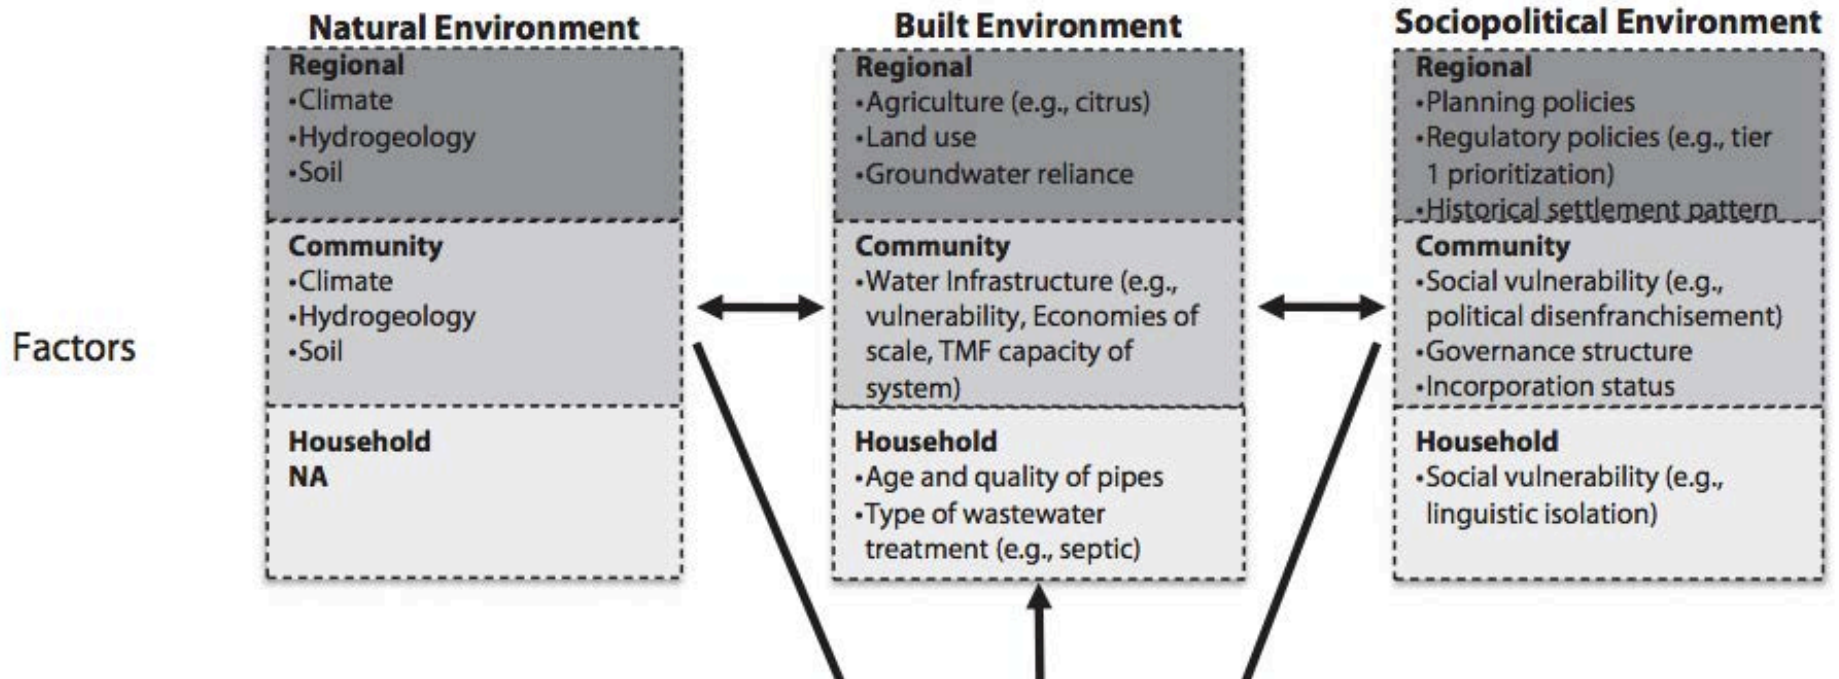 Natural Environment
Regional
•Climate
•Hydrogeology
•Soil
Community
•Climate
•Hydrogeology
•Soil
Household
NA
Built Environment
Regional
•Agriculture (e.g., citrus)
•Land use
•Groundwater reliance
Community
•Water Infrastructure (e.g.,
vulnerability, Economies of
scale, TMF capacity of
system)
Household
•Age and quality of pipes
•Type of wastewater
treatment (e.g., septic)
Sociopolitical Environment
Regional
•Planning policies
•Regulatory policies (e.g., tier
1 prioritization)
•Historical settlement pattern
Community
•Social vulnerability (e.g.,
political disenfranchisement)
•Governance structure
•Incorporation status
Household
•Social vulnerability (e.g.,
linguistic isolation)
Factors